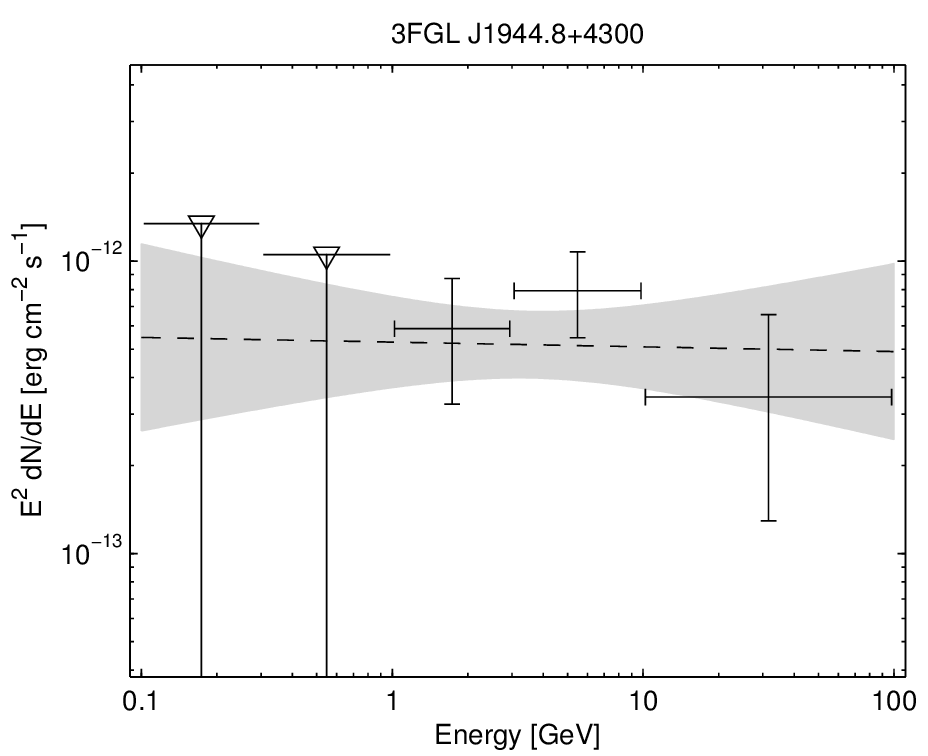 3FGL J1944.8+4300
E² dN/dE [erg cm⁻² s⁻¹]
10⁻¹²
10⁻¹³
0.1 1 10 100
Energy [GeV]